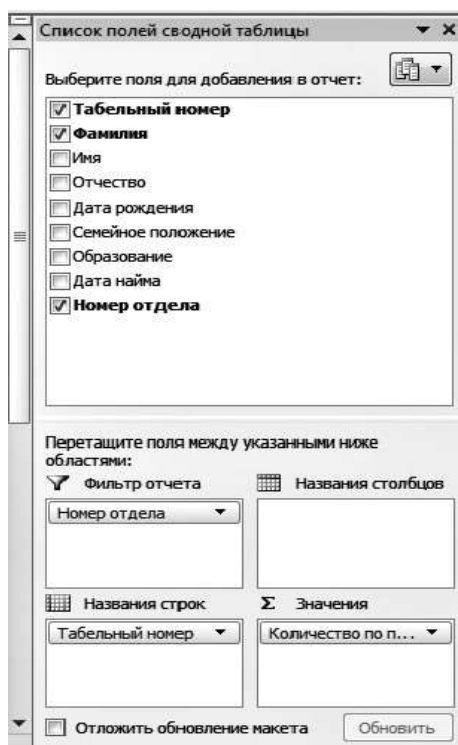 Список полей сводной таблицы
Выберите поля для добавления в отчет:
Табельный номер
Фамилия
Имя
Отчество
Дата рождения
Семейное положение
Образование
Дата найма
Номер отдела
Перетащите поля между указанными ниже
областями:
Фильтр отчета
Названия столбцов
Номер отдела
Названия строк
Σ Значения
Табельный номер
Количество по п...
Отложить обновление макета
Обновить